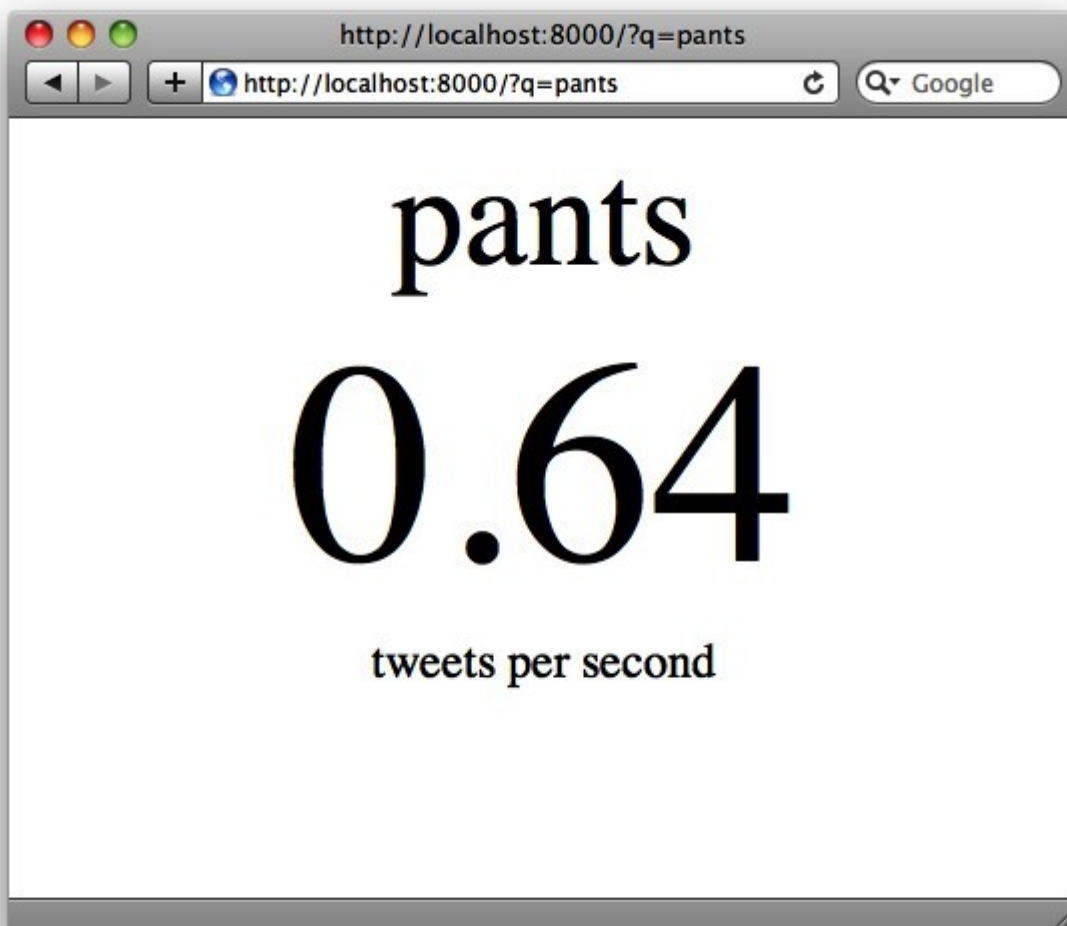 http://localhost:8000/?q=pants
+ http://localhost:8000/?q=pants Google
pants
0.64
tweets per second